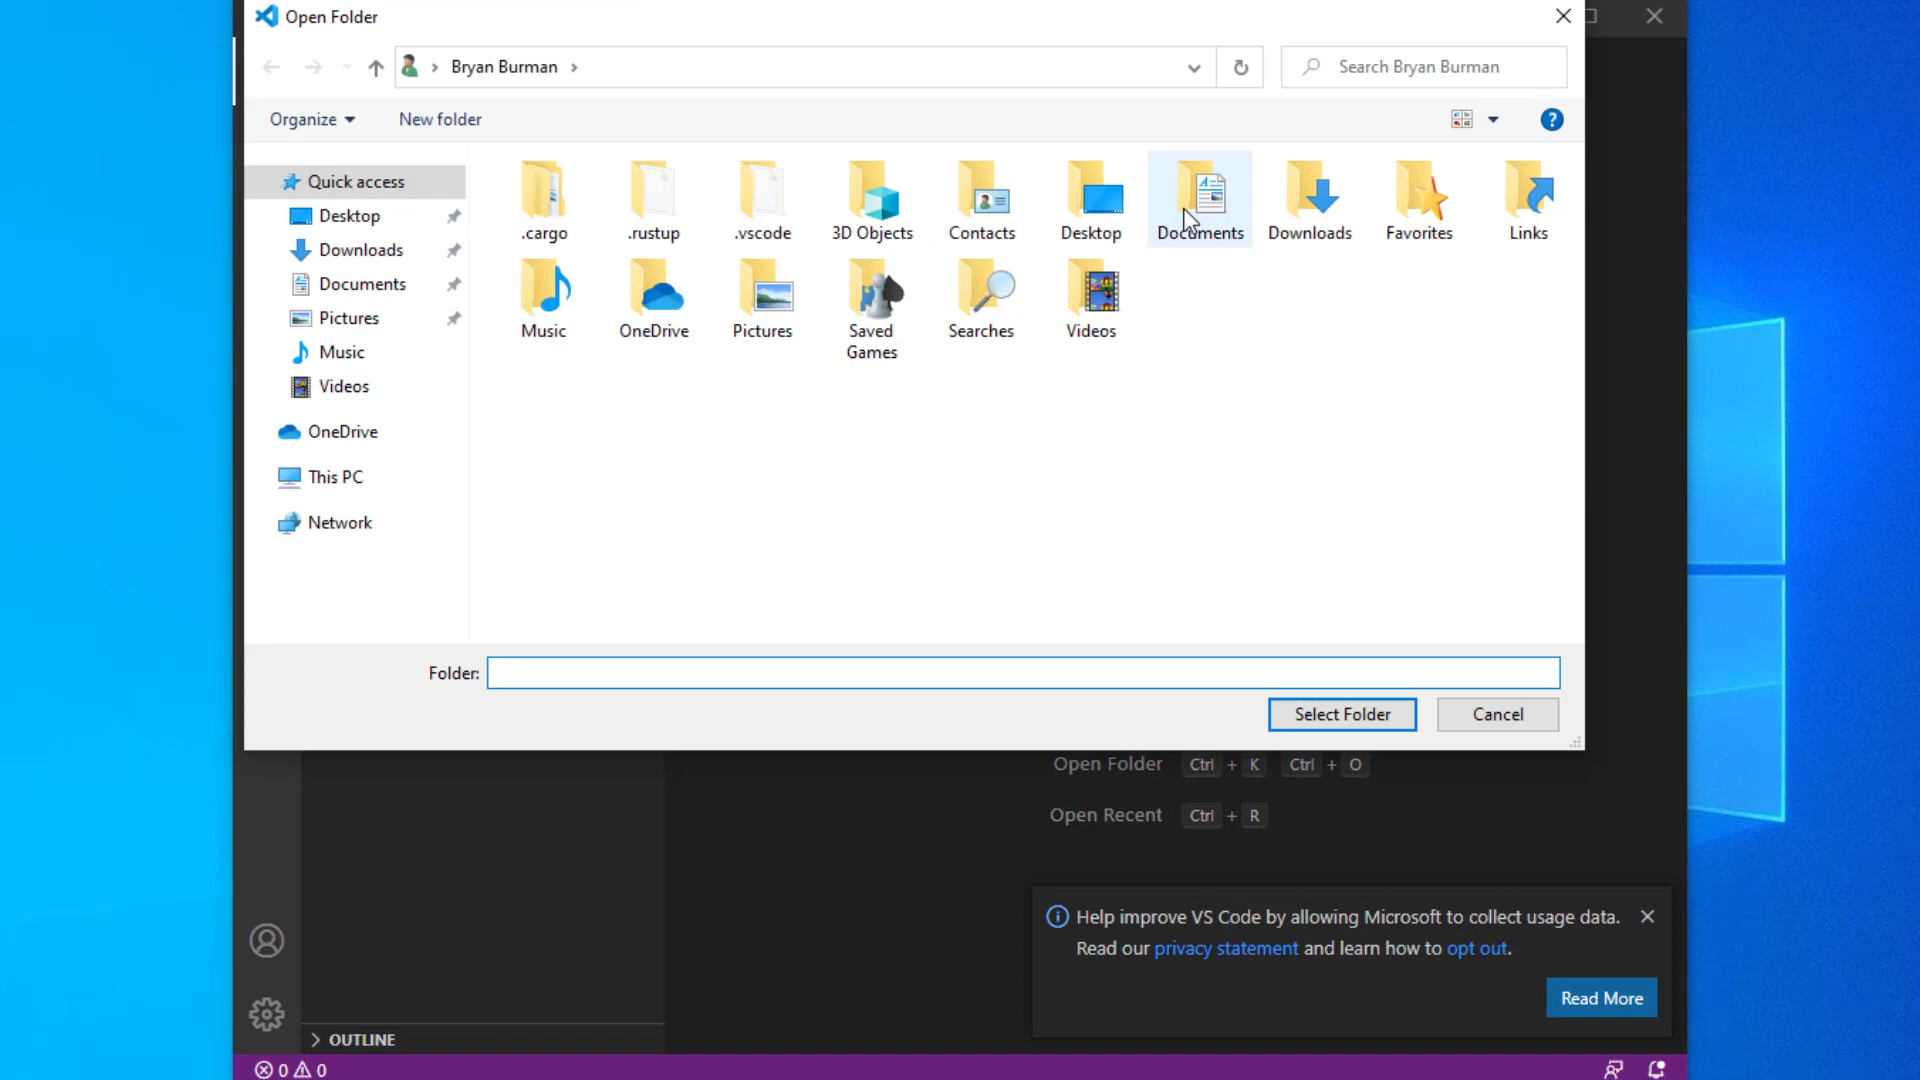 Open Folder
Bryan Burman
Search Bryan Burman
Organize
New folder
?
Quick access
Desktop
Downloads
Documents
Pictures
Music
Videos
OneDrive
This PC
Network
.cargo
.rustup
.vscode
3D Objects
Contacts
Desktop
Documents
Downloads
Favorites
Links
Music
OneDrive
Pictures
Saved
Games
Searches
Videos
Folder:
Select Folder
Cancel
Open Folder Ctrl + K Ctrl + O
Open Recent Ctrl + R
Help improve VS Code by allowing Microsoft to collect usage data.
Read our privacy statement and learn how to opt out.
Read More
OUTLINE
0 0